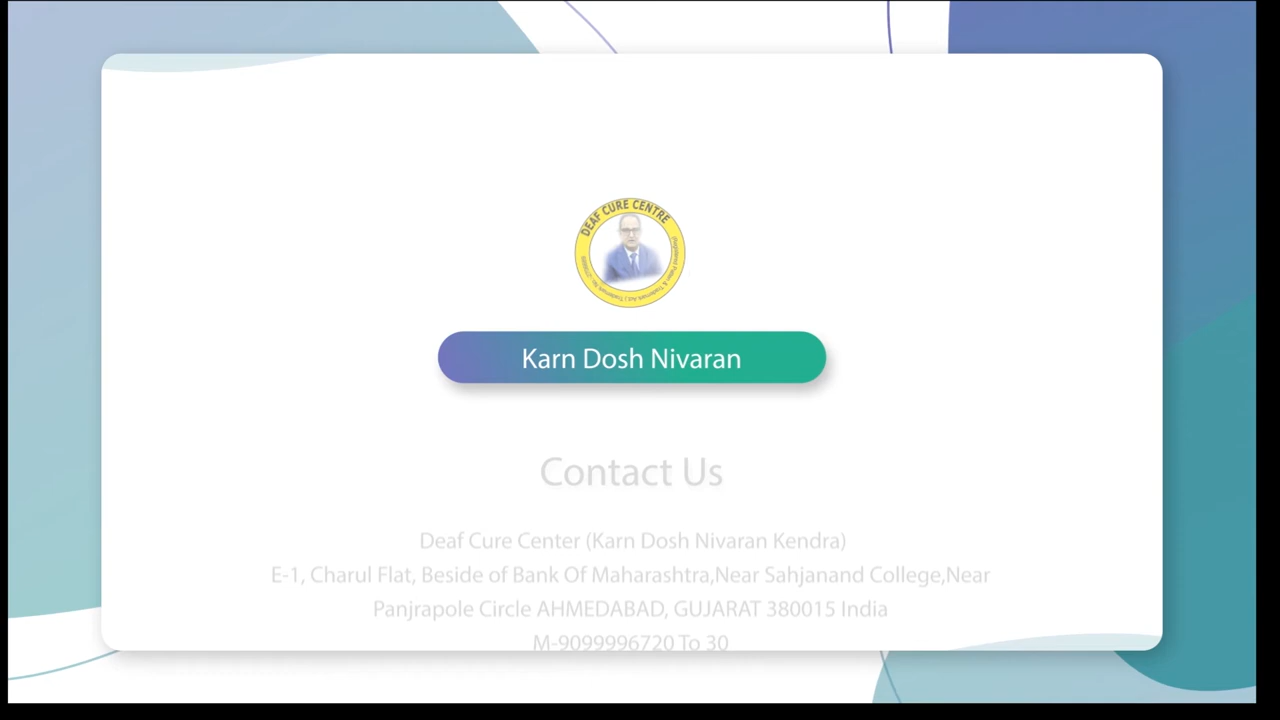 DEAF CURE CENTRE
Karn Dosh Nivaran
Contact Us
Deaf Cure Center (Karn Dosh Nivaran Kendra)
E-1, Charul Flat, Beside of Bank Of Maharashtra,Near Sahjanand College,Near
Panjrapole Circle AHMEDABAD, GUJARAT 380015 India
M-9099996720 To 30